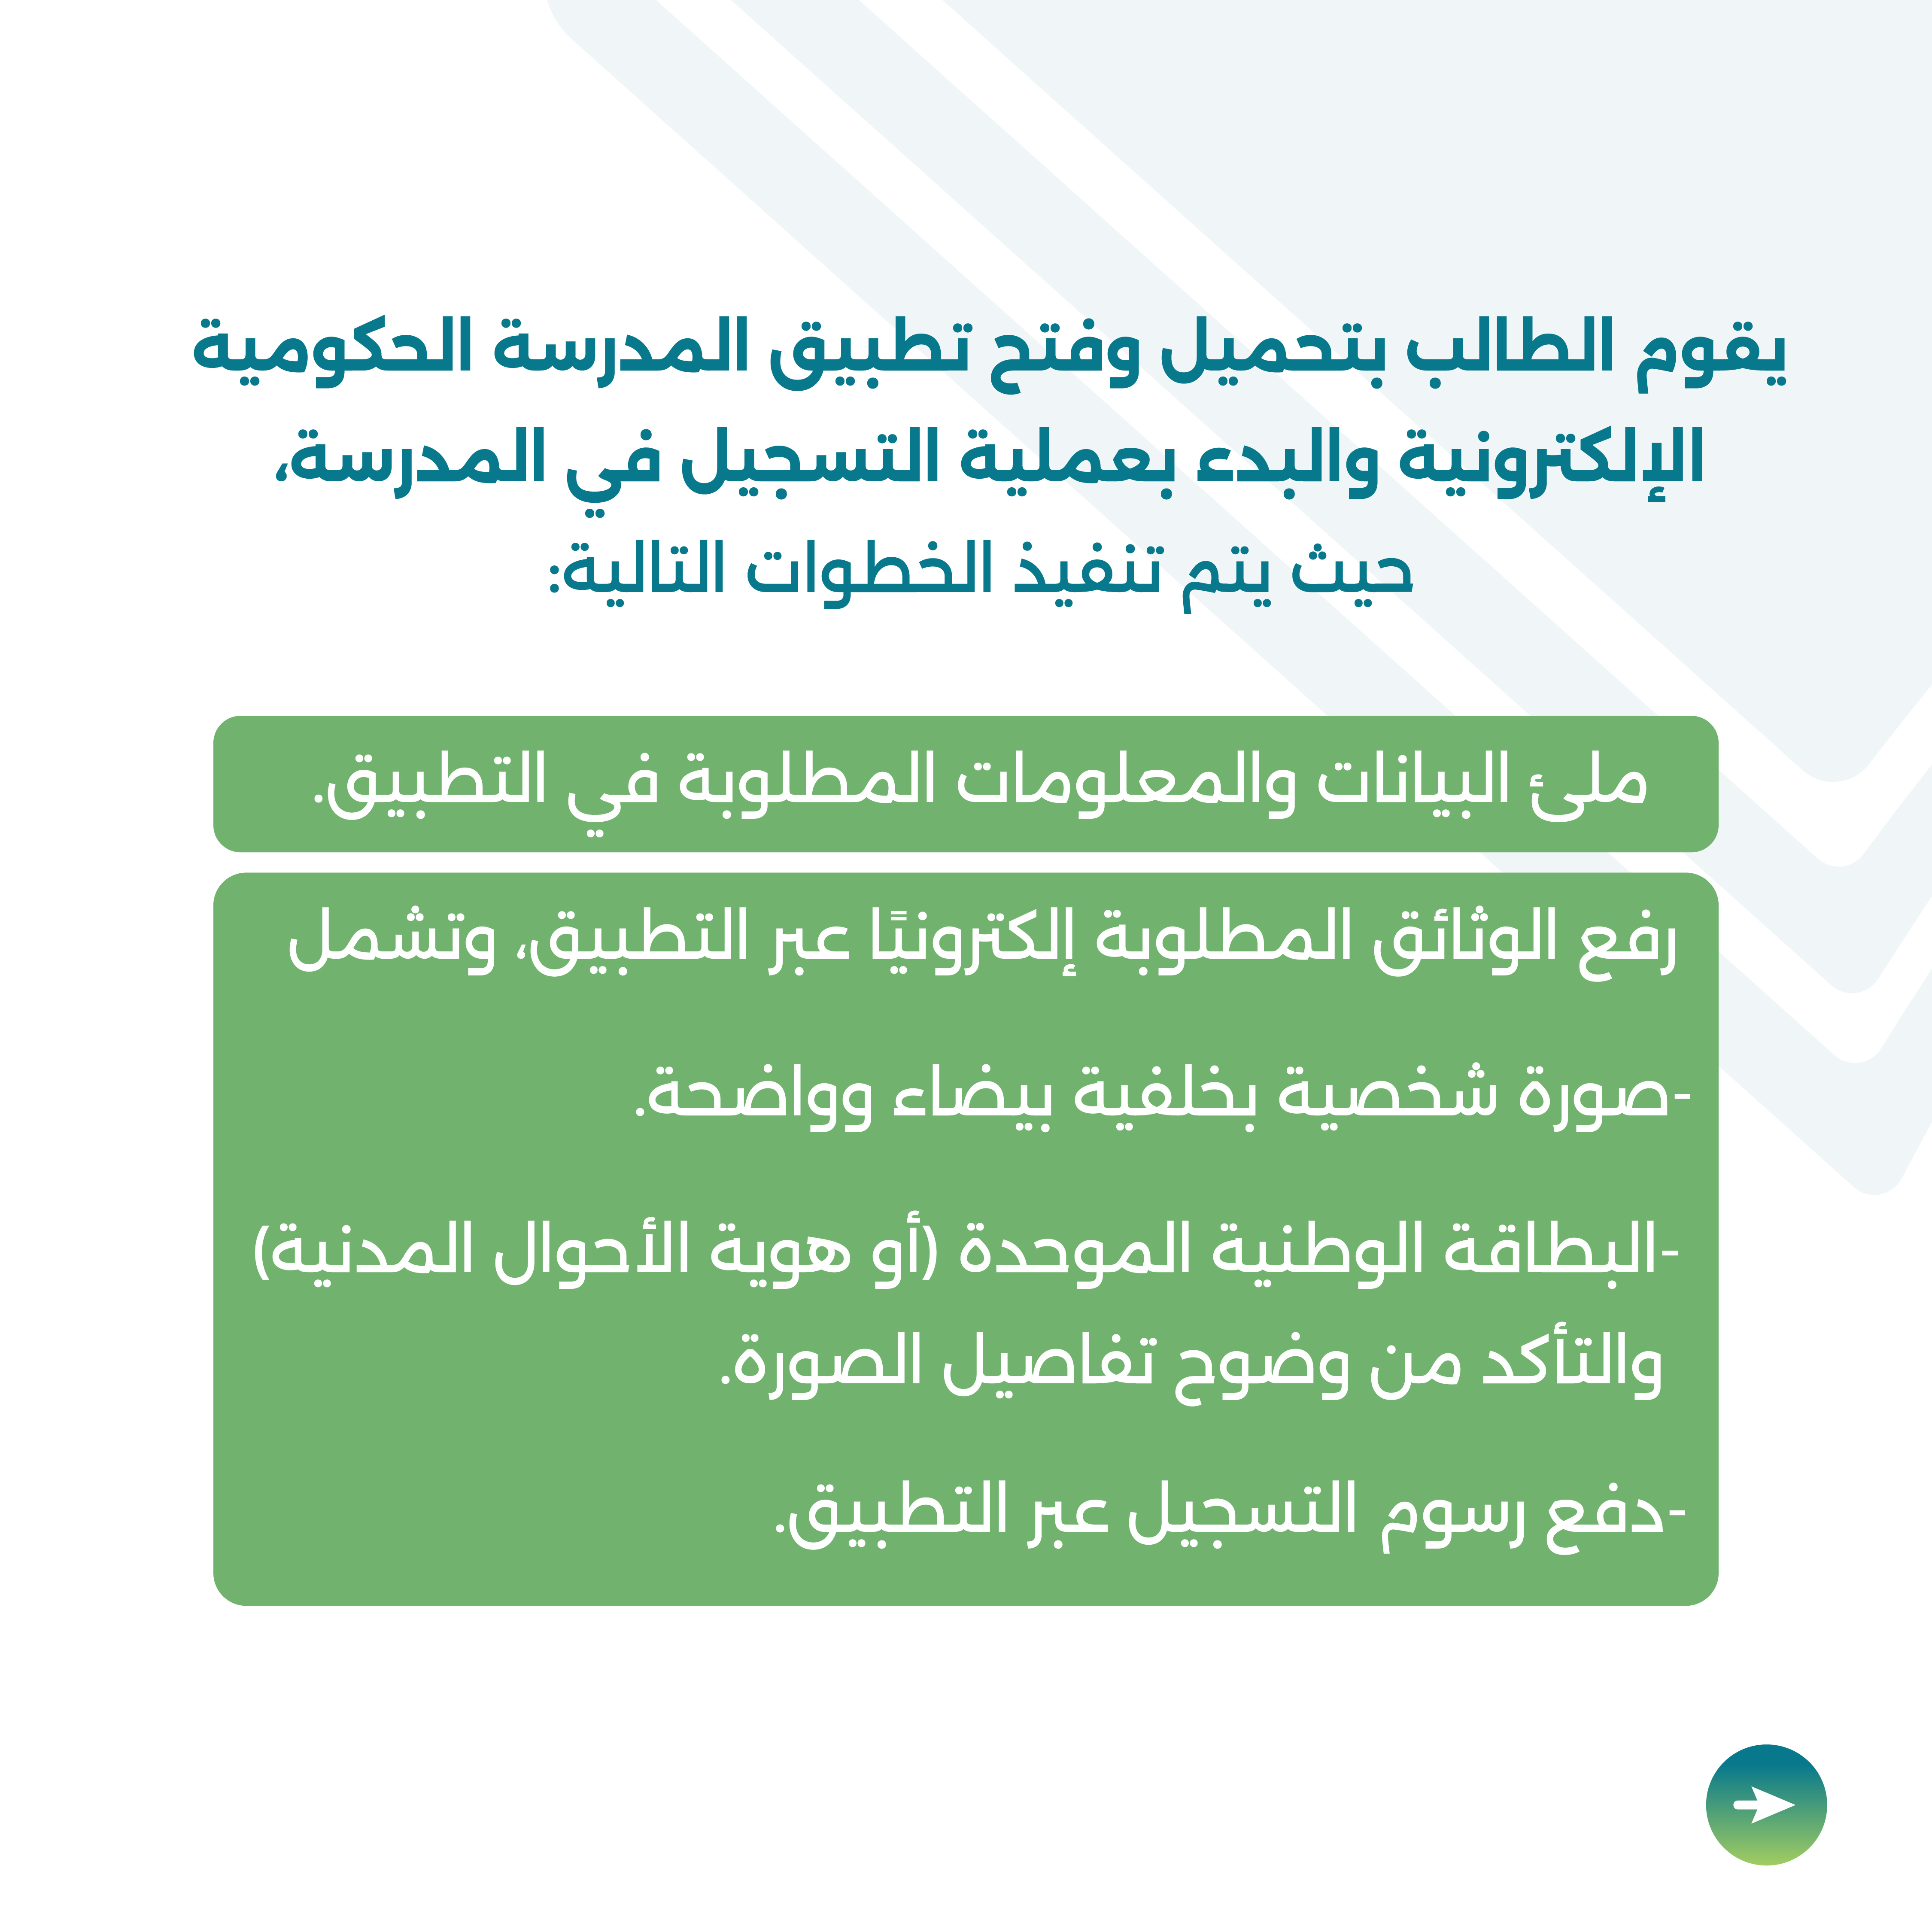 يقوم الطالب بتحميل وفتح تطبيق المدرسة الحكومية
الإلكترونية والبدء بعملية التسجيل في المدرسة،
حيث يتم تنفيذ الخطوات التالية:
ملئ البيانات والمعلومات المطلوبة في التطبيق.
رفع الوثائق المطلوبة إلكترونيًا عبر التطبيق، وتشمل
-صورة شخصية بخلفية بيضاء وواضحة.
-البطاقة الوطنية الموحدة (أو هوية الأحوال المدنية)
والتأكد من وضوح تفاصيل الصورة.
-دفع رسوم التسجيل عبر التطبيق.